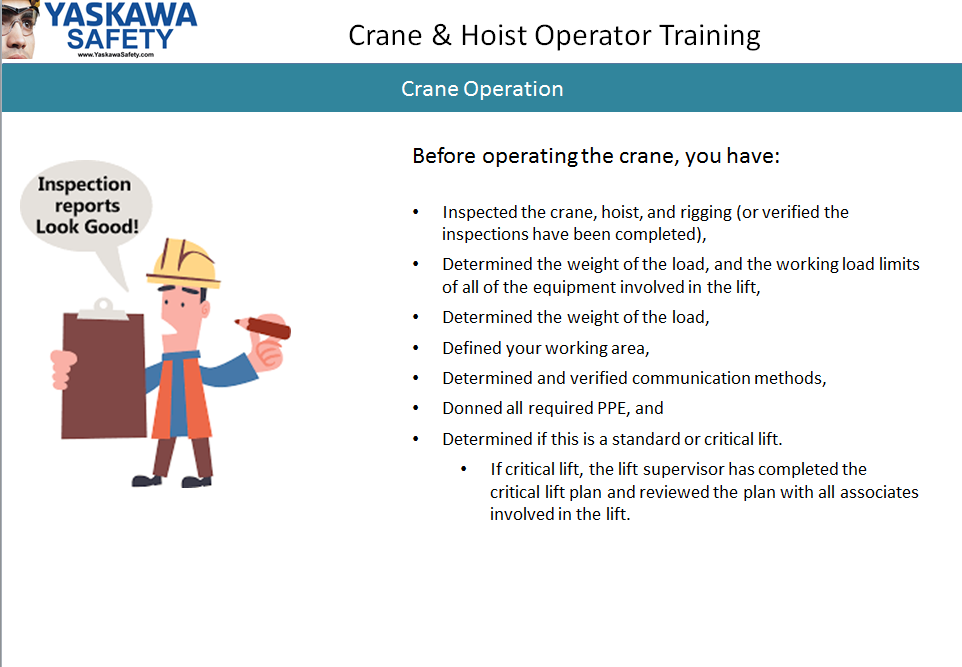 YASKAWA
SAFETY
www.YaskawaSafety.com
Crane & Hoist Operator Training
Crane Operation
Inspection
reports
Look Good!
Before operating the crane, you have:
• Inspected the crane, hoist, and rigging (or verified the
inspections have been completed),
• Determined the weight of the load, and the working load limits
of all of the equipment involved in the lift,
• Determined the weight of the load,
• Defined your working area,
• Determined and verified communication methods,
• Donned all required PPE, and
• Determined if this is a standard or critical lift.
• If critical lift, the lift supervisor has completed the
critical lift plan and reviewed the plan with all associates
involved in the lift.